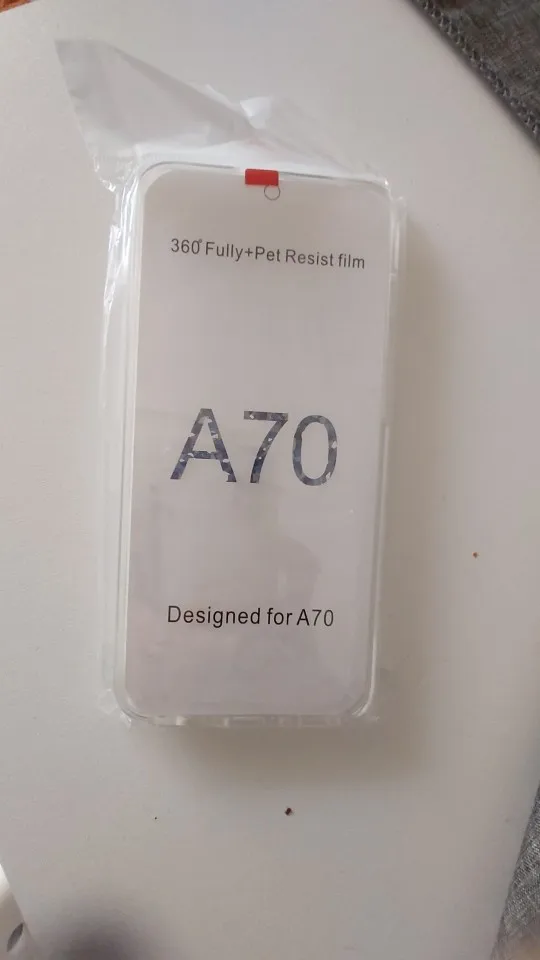 360° Fully+Pet Resist film
A70
Designed for A70